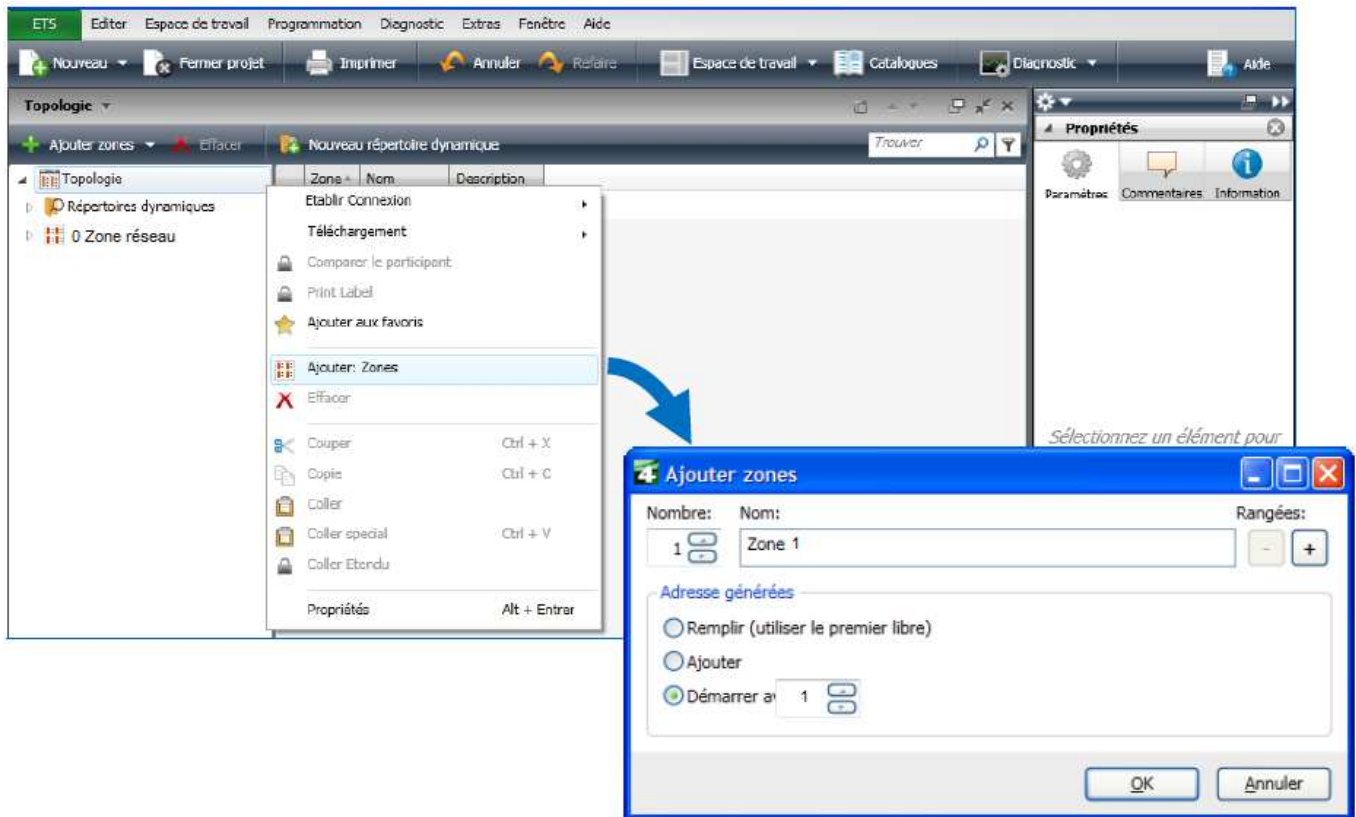 ETS Editer Espace de travail Programmation Diagnostic Extras Fenêtre Aide
Nouveau Fermer projet Imprimer Annuler Refaire Espace de travail Catalogues Diagnostic Aide
Topologie
Ajouter zones Effacer Nouveau répertoire dynamique Trouver
Propriétés
Paramètres Commentaires Information
Topologie
Répertoires dynamiques
0 Zone réseau
Zone Nom Description
Etablir Connexion
Téléchargement
Comparer le participant
Print Label
Ajouter aux favoris
Ajouter: Zones
Effacer
Couper Ctrl + X
Copie Ctrl + C
Coller
Coller special Ctrl + V
Coller Etendu
Propriétés Alt + Entrer
Sélectionnez un élément pour
4 Ajouter zones
Nombre: Nom: Rangées:
1 Zone 1 - +
Adresse générées
Remplir (utiliser le premier libre)
Ajouter
Démarrer av 1
OK Annuler